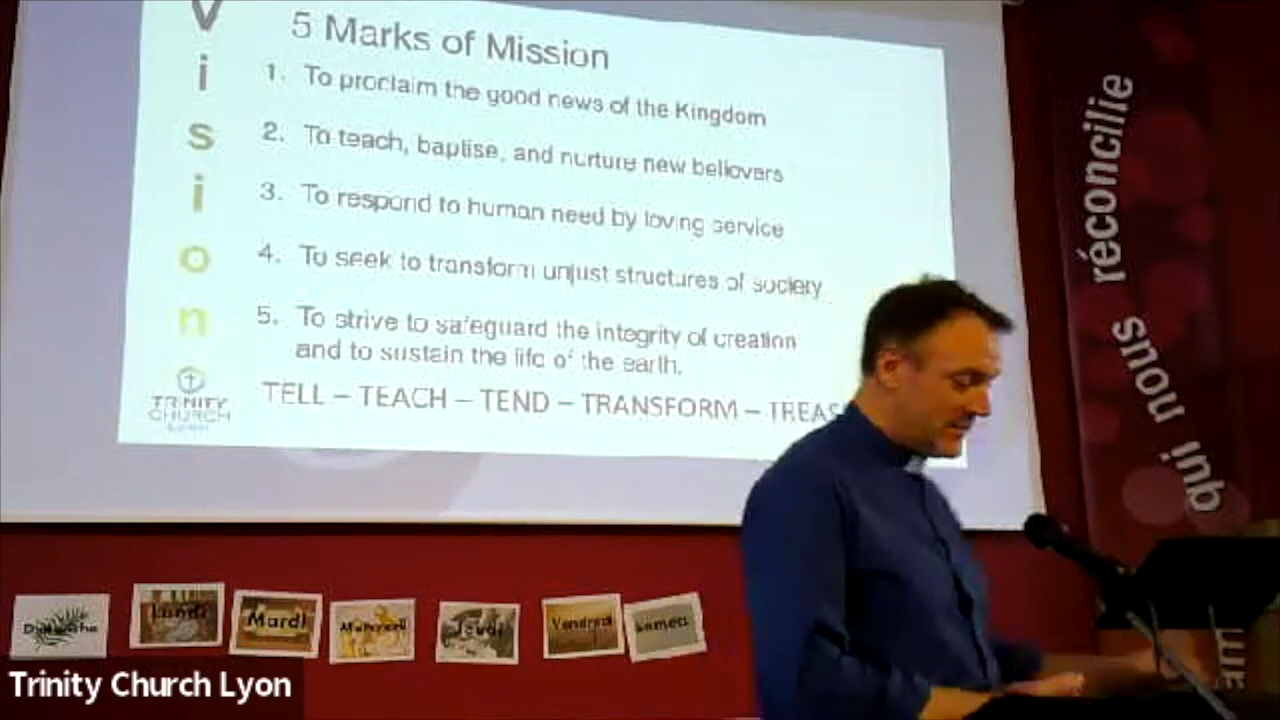 Vision
5 Marks of Mission
1. To proclaim the good news of the Kingdom
2. To teach, baptise, and nurture new believers
3. To respond to human need by loving service
4. To seek to transform unjust structures of society
5. To strive to safeguard the integrity of creation
and to sustain the life of the earth.
TELL – TEACH – TEND – TRANSFORM – TREAS
TRINITY
CHURCH
Lyon
qui nous réconcilie
Dimanche
Lundi
Mardi
Mercredi
Jeudi
Vendredi
Samedi
Trinity Church Lyon